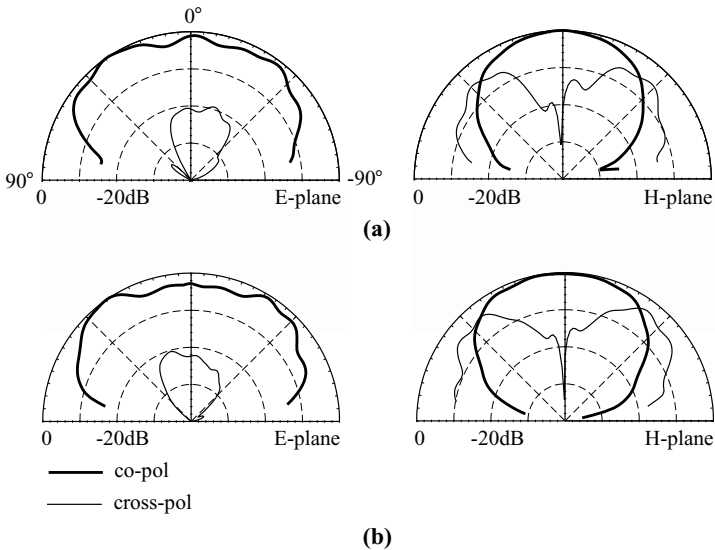 0°
90° -90°
0 -20dB E-plane 0 -20dB H-plane
(a)
0 -20dB E-plane 0 -20dB H-plane
co-pol
cross-pol
(b)